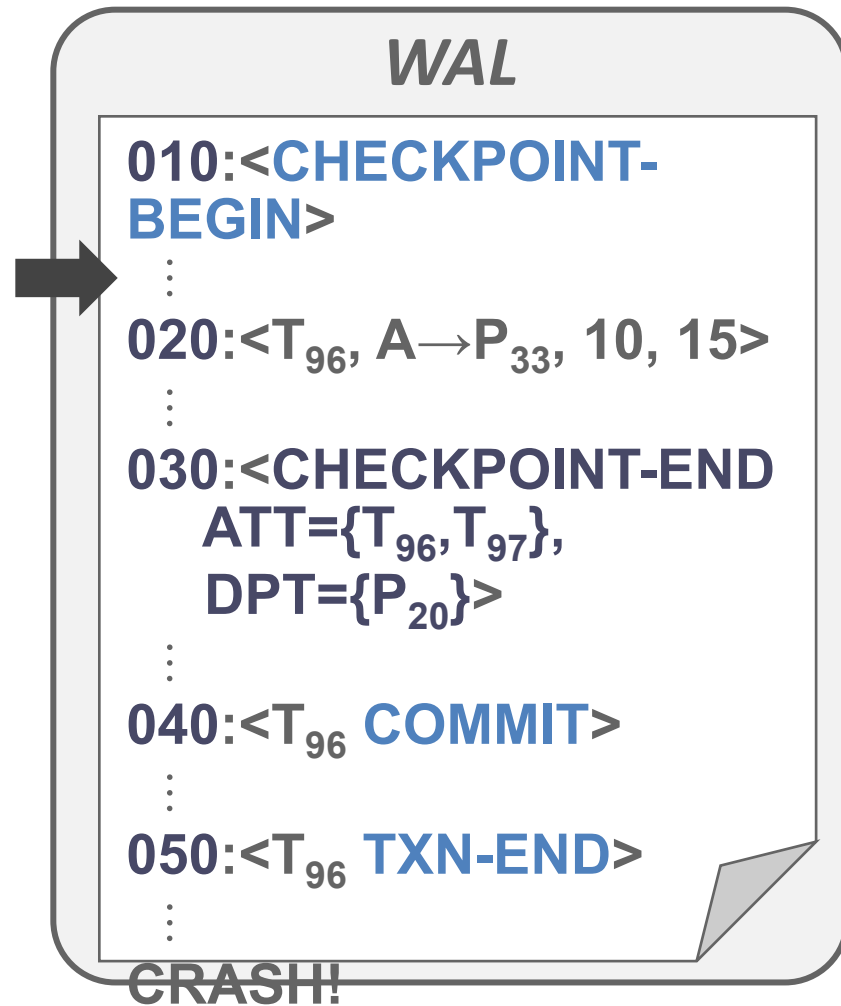 WAL
010:<CHECKPOINT-
BEGIN>
⋮
020:<T96, A→P33, 10, 15>
⋮
030:<CHECKPOINT-END
ATT={T96,T97},
DPT={P20}>
⋮
040:<T96 COMMIT>
⋮
050:<T96 TXN-END>
⋮
CRASH!